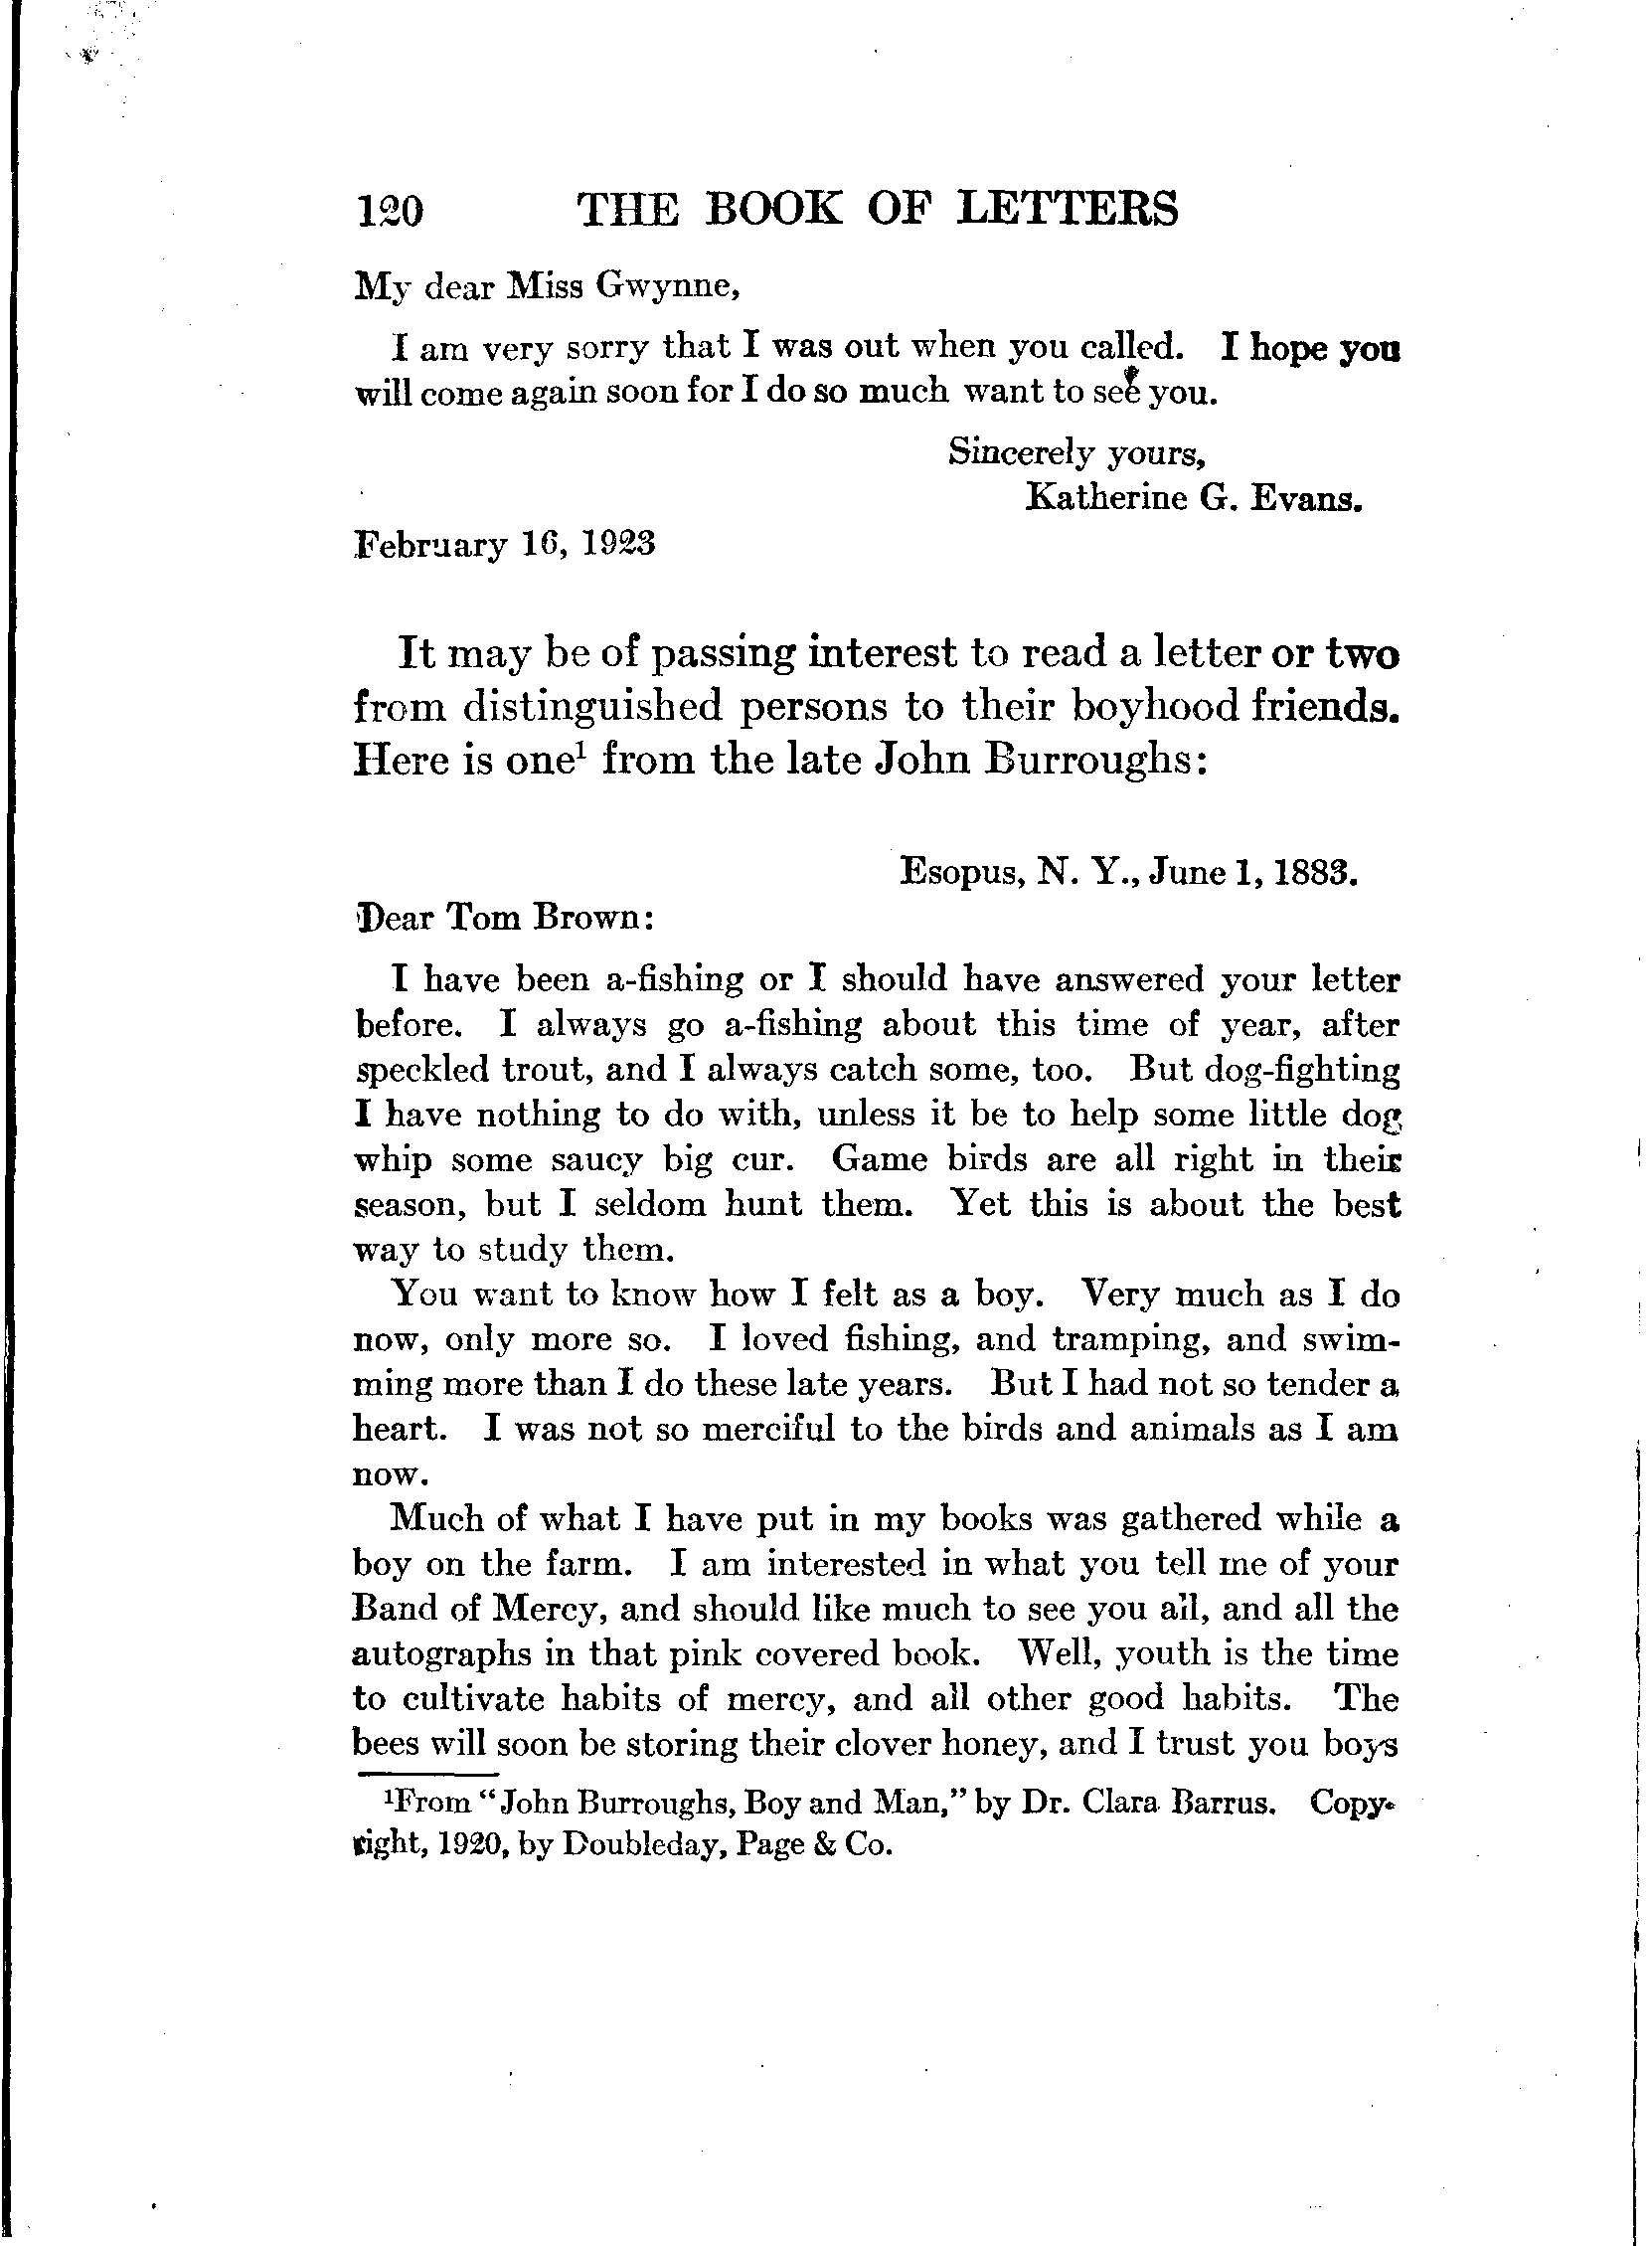 120 THE BOOK OF LETTERS
My dear Miss Gwynne,
I am very sorry that I was out when you called. I hope you
will come again soon for I do so much want to see you.
Sincerely yours,
Katherine G. Evans.
February 16, 1923
It may be of passing interest to read a letter or two
from distinguished persons to their boyhood friends.
Here is one¹ from the late John Burroughs:
Esopus, N. Y., June 1, 1883.
Dear Tom Brown:
I have been a-fishing or I should have answered your letter
before. I always go a-fishing about this time of year, after
speckled trout, and I always catch some, too. But dog-fighting
I have nothing to do with, unless it be to help some little dog
whip some saucy big cur. Game birds are all right in their
season, but I seldom hunt them. Yet this is about the best
way to study them.
You want to know how I felt as a boy. Very much as I do
now, only more so. I loved fishing, and tramping, and swim-
ming more than I do these late years. But I had not so tender a
heart. I was not so merciful to the birds and animals as I am
now.
Much of what I have put in my books was gathered while a
boy on the farm. I am interested in what you tell me of your
Band of Mercy, and should like much to see you all, and all the
autographs in that pink covered book. Well, youth is the time
to cultivate habits of mercy, and all other good habits. The
bees will soon be storing their clover honey, and I trust you boys
¹From "John Burroughs, Boy and Man," by Dr. Clara Barrus. Copy-
right, 1920, by Doubleday, Page & Co.